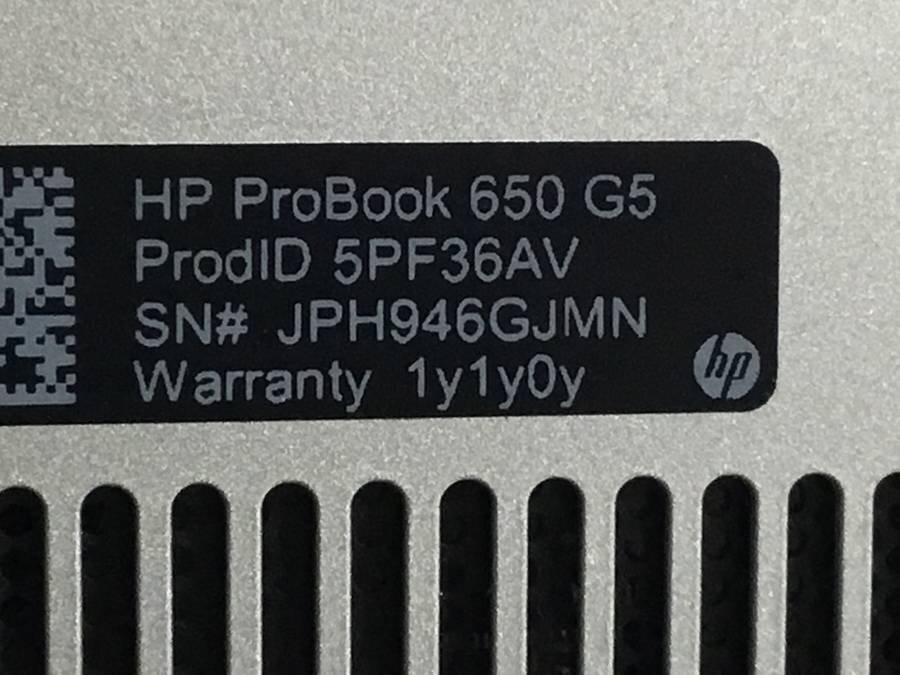 HP ProBook 650 G5
ProdID 5PF36AV
SN# JPH946GJMN
Warranty 1y1y0y
hp